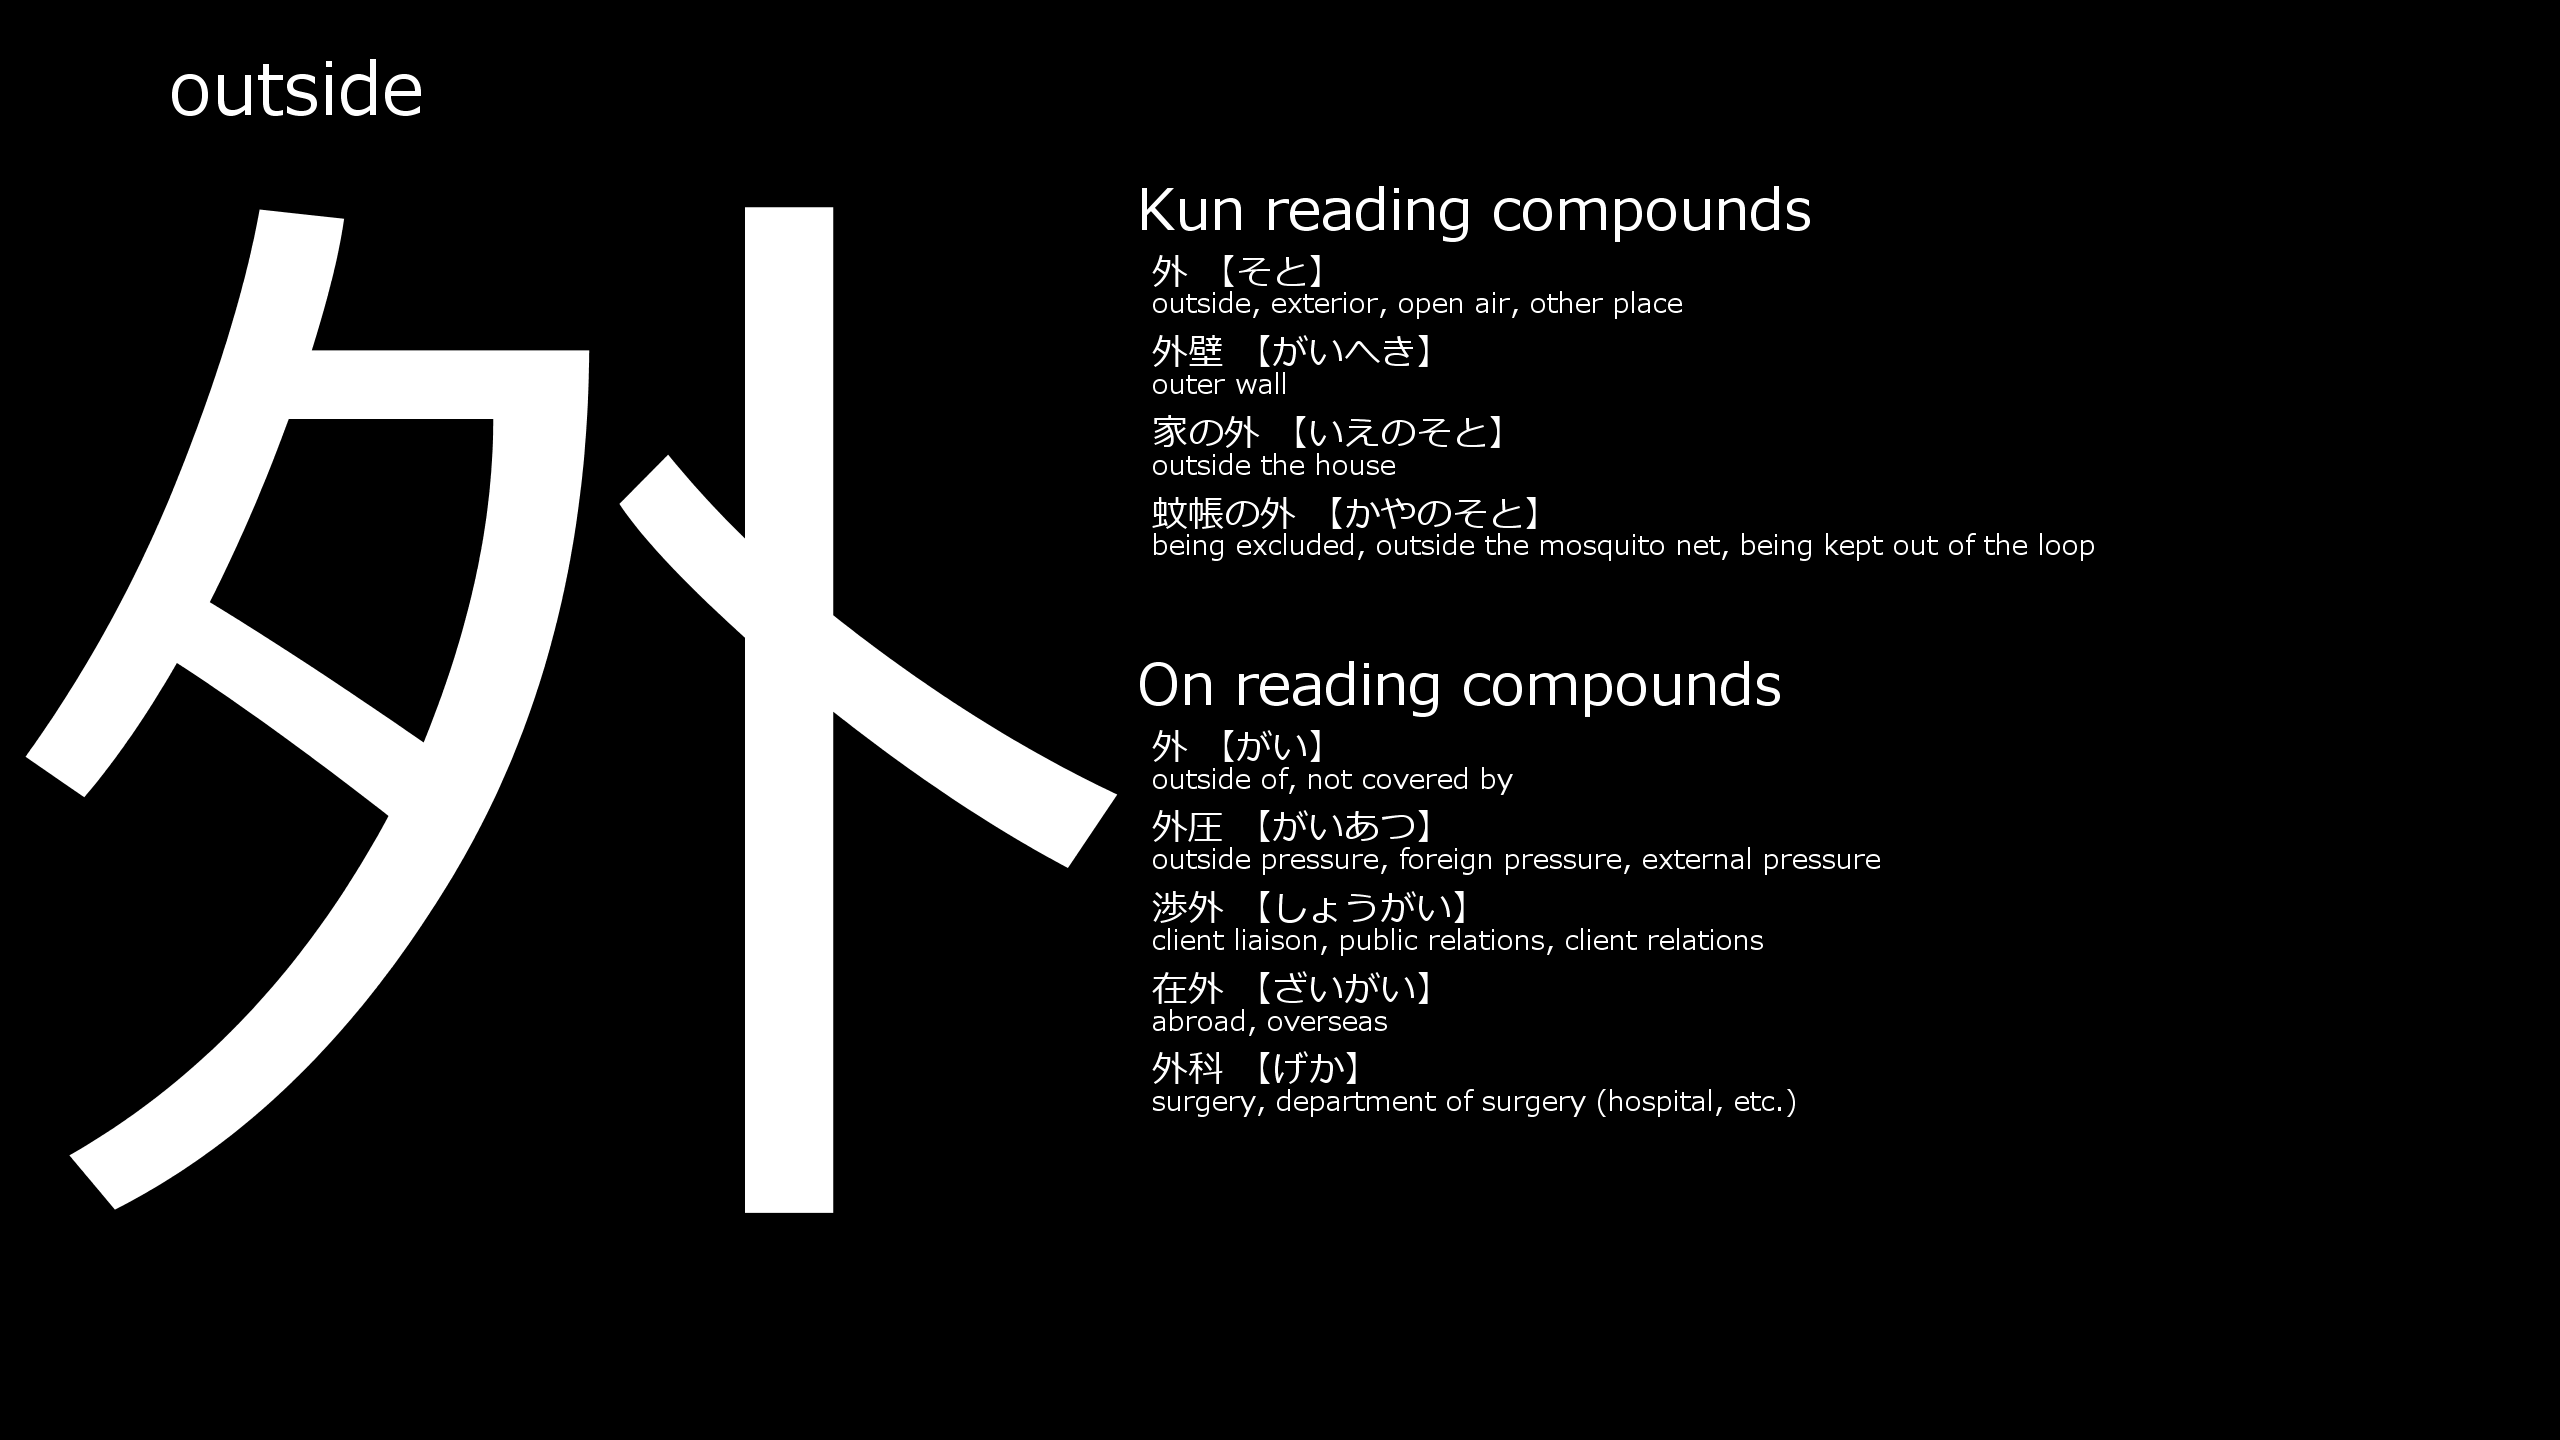 outside
外
Kun reading compounds
外 【そと】
outside, exterior, open air, other place
外壁 【がいへき】
outer wall
家の外 【いえのそと】
outside the house
蚊帳の外 【かやのそと】
being excluded, outside the mosquito net, being kept out of the loop
On reading compounds
外 【がい】
outside of, not covered by
外圧 【がいあつ】
outside pressure, foreign pressure, external pressure
渉外 【しょうがい】
client liaison, public relations, client relations
在外 【ざいがい】
abroad, overseas
外科 【げか】
surgery, department of surgery (hospital, etc.)